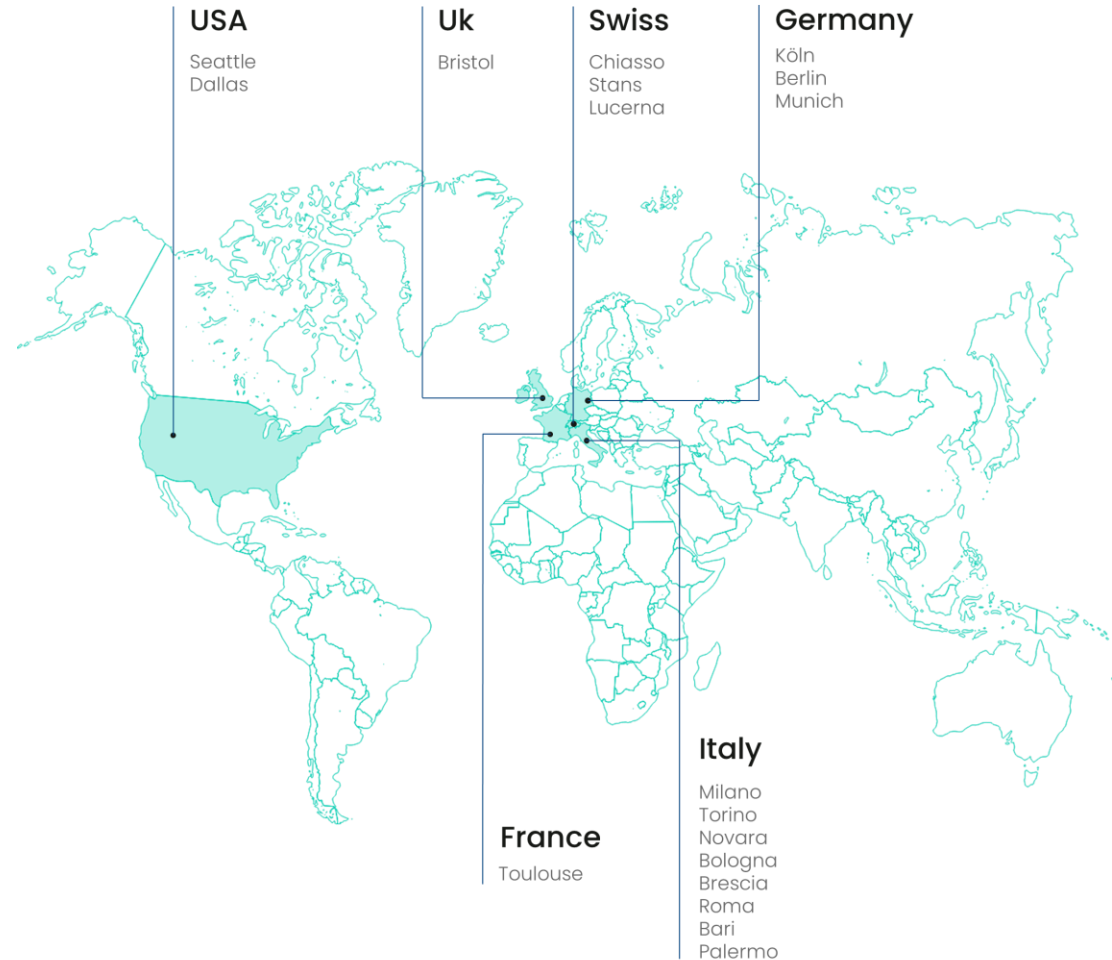 USA
Seattle
Dallas
Uk
Bristol
Swiss
Chiasso
Stans
Lucerna
Germany
Köln
Berlin
Munich
France
Toulouse
Italy
Milano
Torino
Novara
Bologna
Brescia
Roma
Bari
Palermo